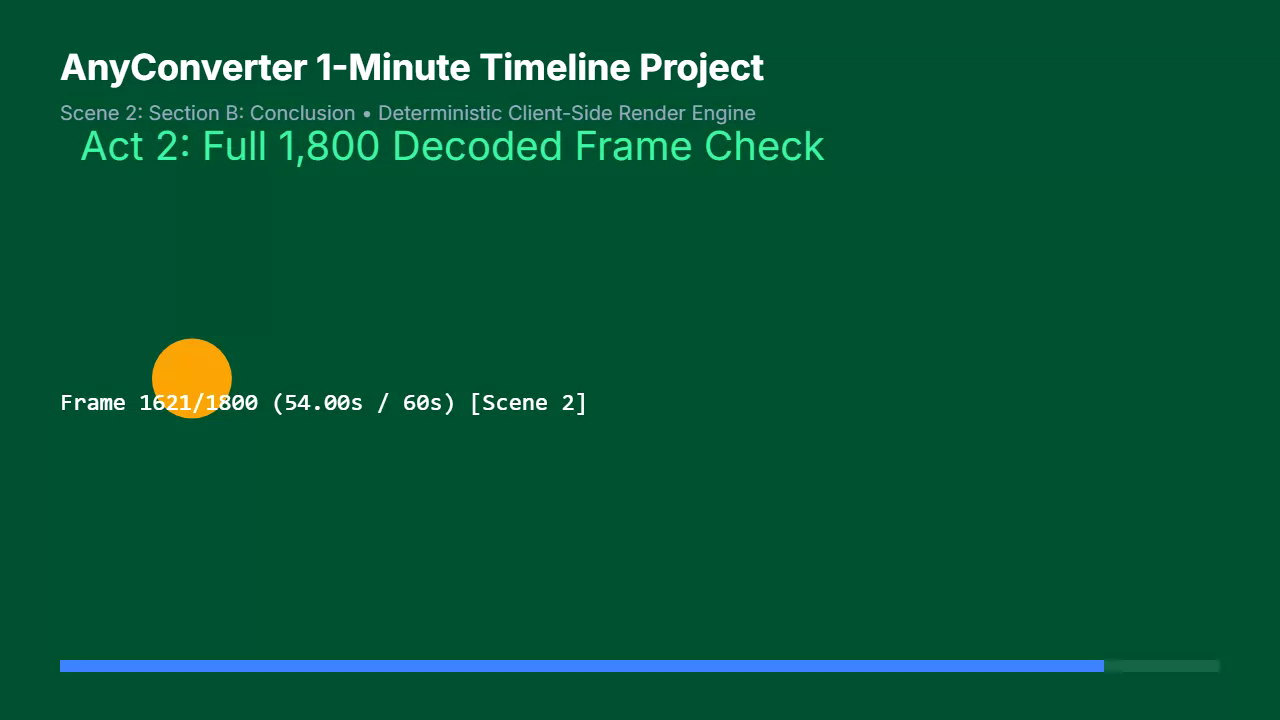 AnyConverter 1-Minute Timeline Project
Scene 2: Section B: Conclusion • Deterministic Client-Side Render Engine
Act 2: Full 1,800 Decoded Frame Check
Frame 1621/1800 (54.00s / 60s) [Scene 2]